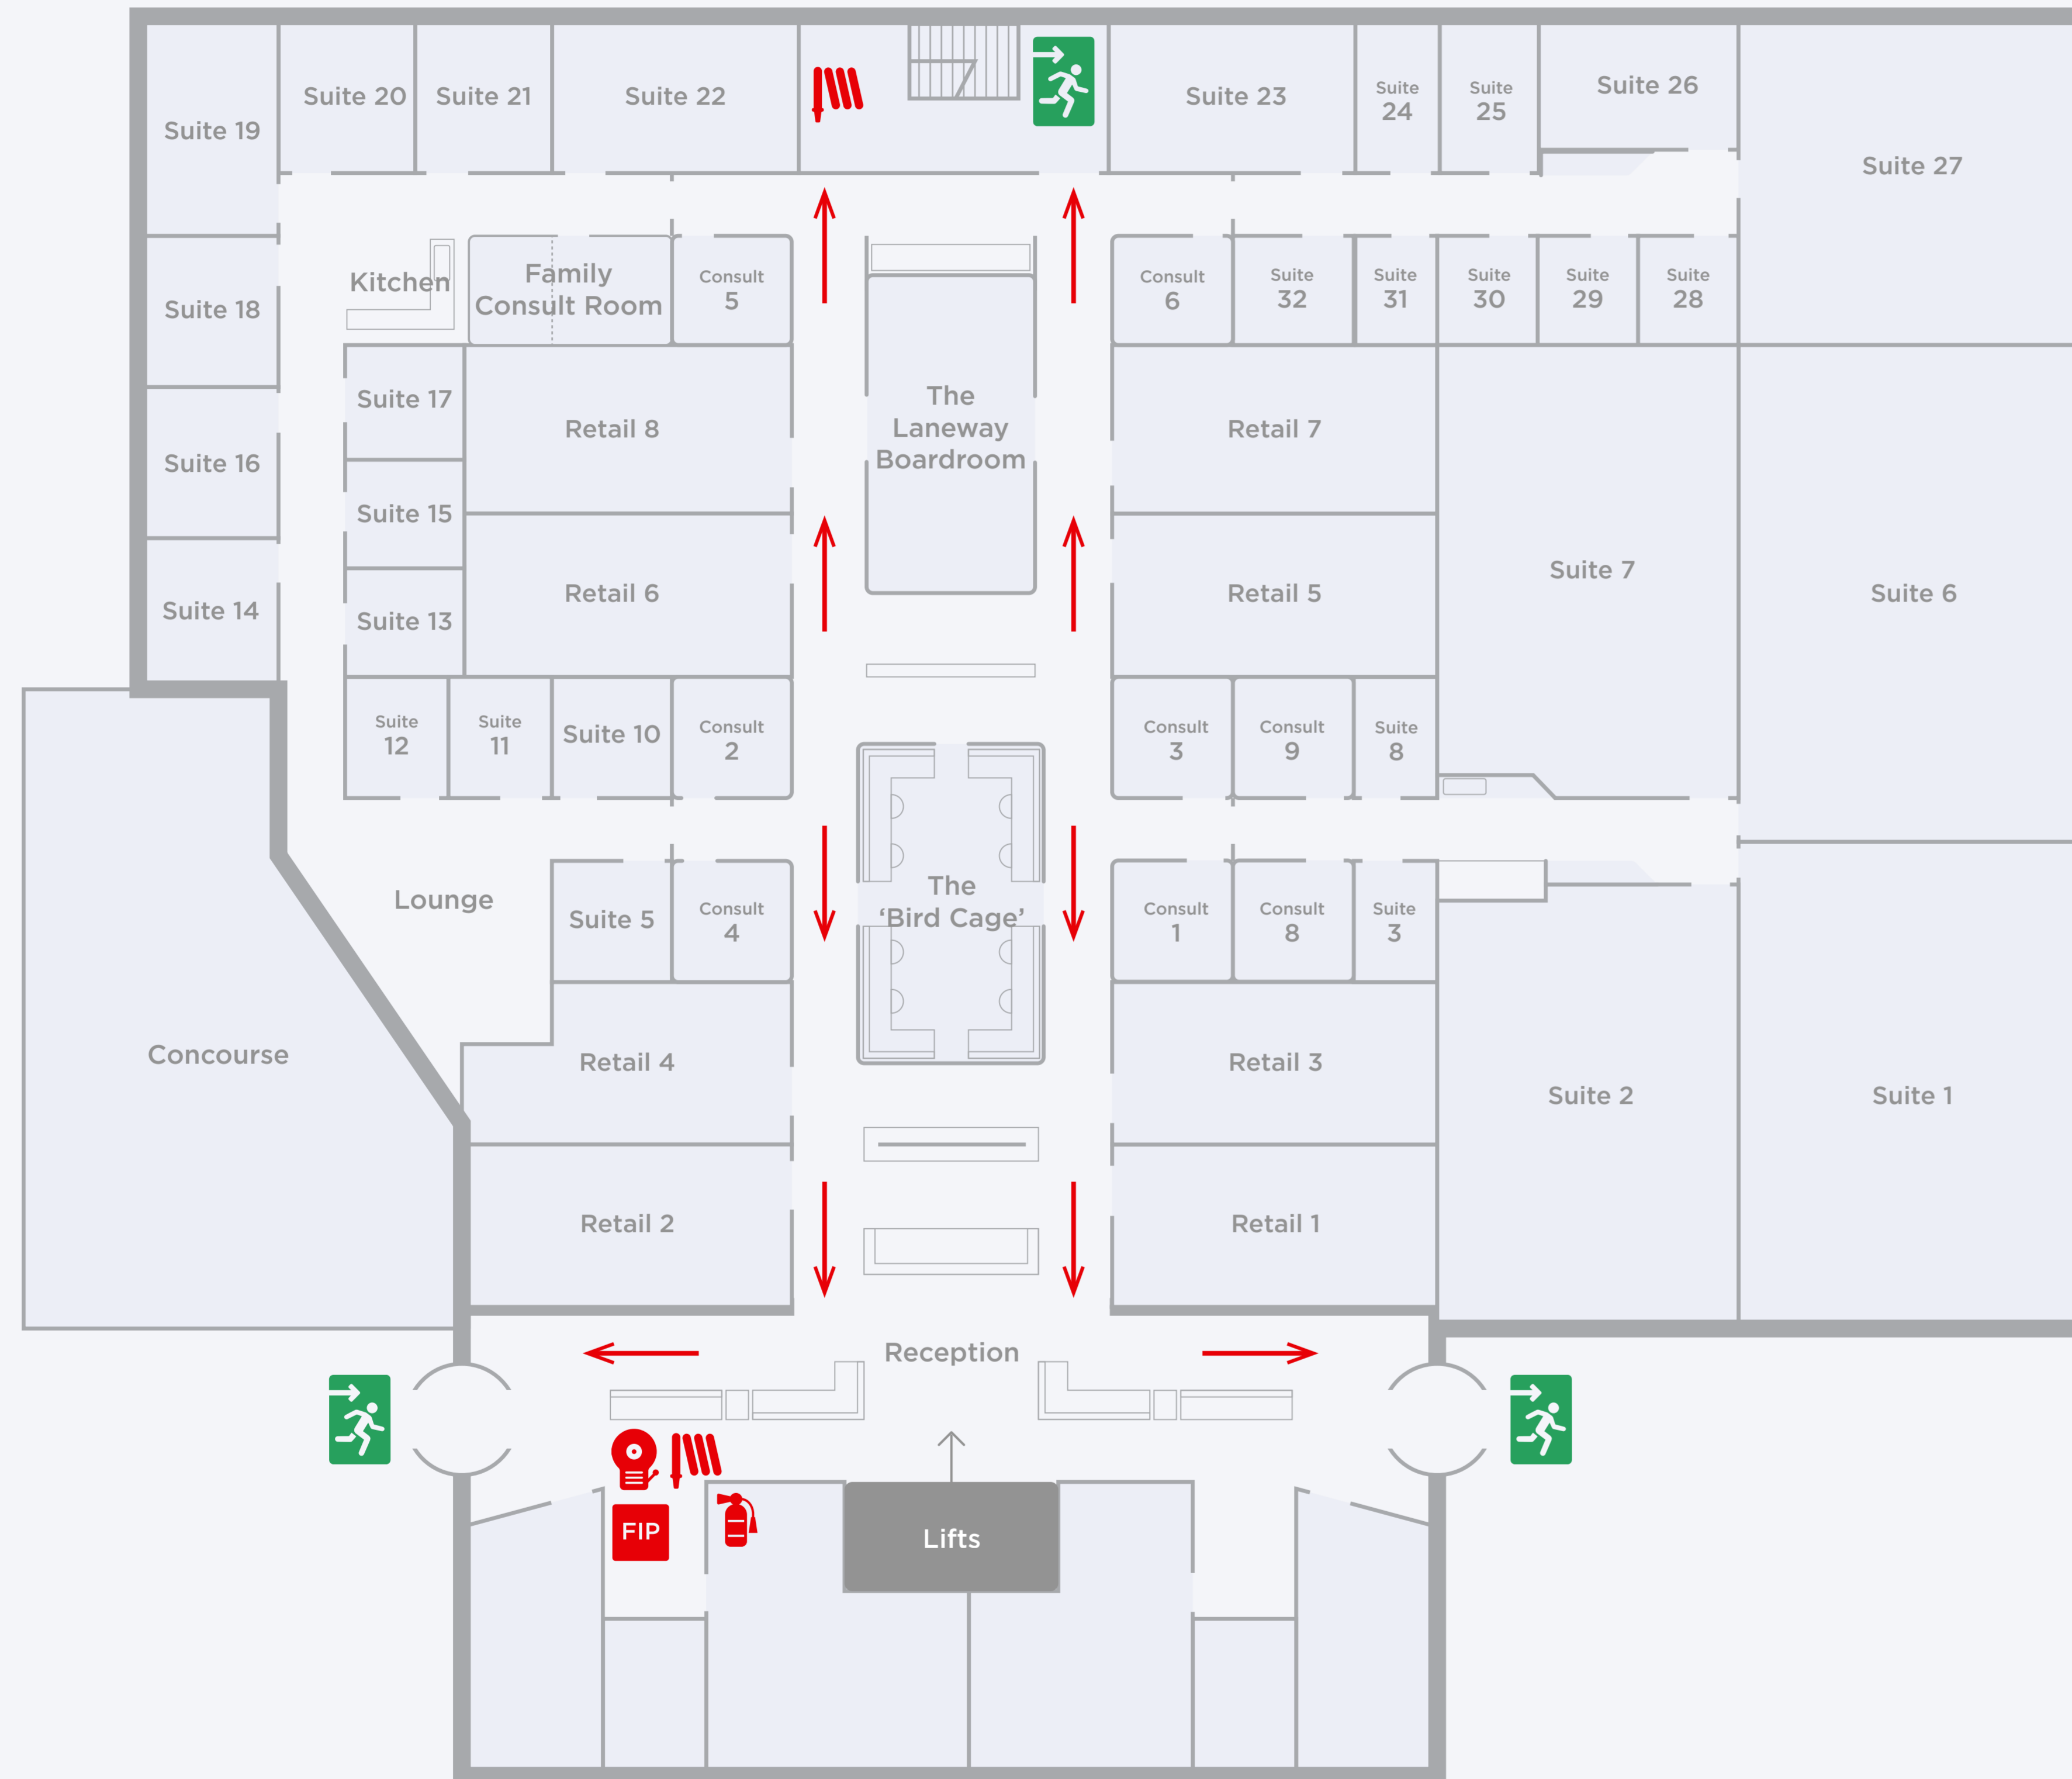 Suite 19
Suite 20
Suite 21
Suite 22
Suite 23
Suite
24
Suite
25
Suite 26
Suite 27
Suite 18
Kitchen
Family
Consult Room
Consult
5
Consult
6
Suite
32
Suite
31
Suite
30
Suite
29
Suite
28
Suite 17
Retail 8
The
Laneway
Boardroom
Retail 7
Suite 16
Suite 15
Suite 7
Suite 6
Suite 14
Suite 13
Retail 6
Retail 5
Suite
12
Suite
11
Suite 10
Consult
2
Consult
3
Consult
9
Suite
8
Lounge
Suite 5
Consult
4
The
‘Bird Cage’
Consult
1
Consult
8
Suite
3
Concourse
Retail 4
Retail 3
Suite 2
Suite 1
Retail 2
Retail 1
Reception
FIP
Lifts